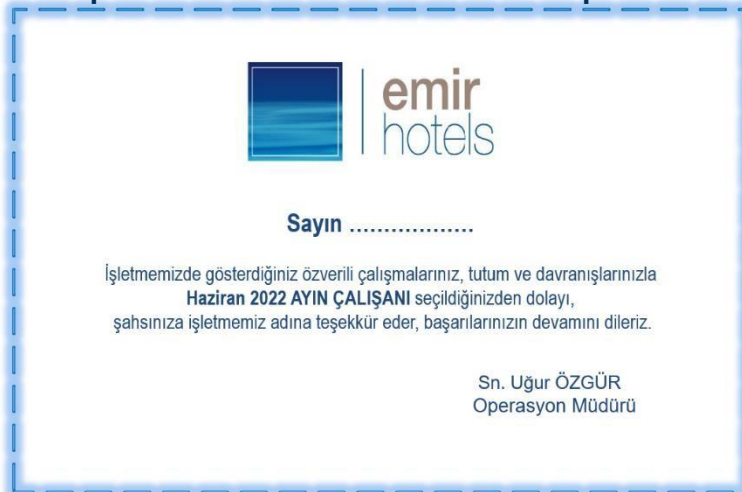 emir
hotels
Sayın ..................
İşletmemizde gösterdiğiniz özverili çalışmalarınız, tutum ve davranışlarınızla
Haziran 2022 AYIN ÇALIŞANI seçildiğinizden dolayı,
şahsınıza işletmemiz adına teşekkür eder, başarılarınızın devamını dileriz.
Sn. Uğur ÖZGÜR
Operasyon Müdürü